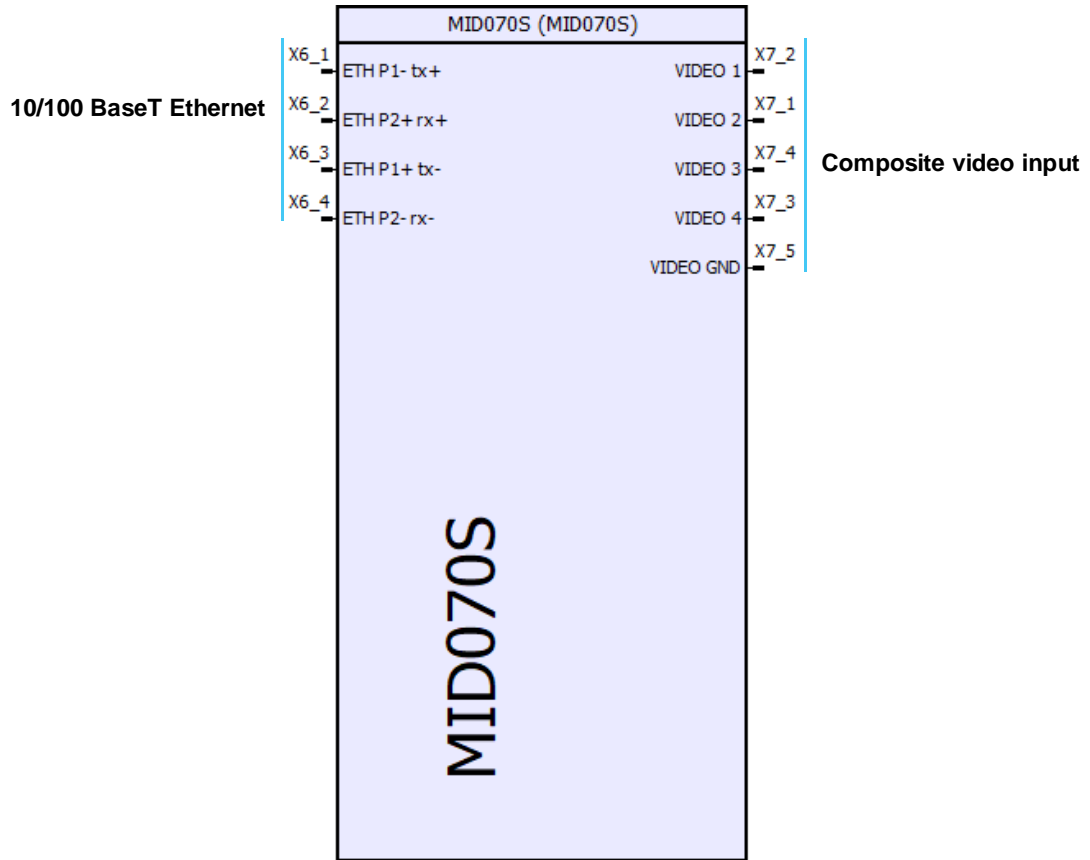 MID070S (MID070S)
10/100 BaseT Ethernet
X6_1
ETH P1- tx+
X6_2
ETH P2+ rx+
X6_3
ETH P1+ tx-
X6_4
ETH P2- rx-
VIDEO 1
X7_2
VIDEO 2
X7_1
VIDEO 3
X7_4
VIDEO 4
X7_3
VIDEO GND
X7_5
Composite video input
MID070S